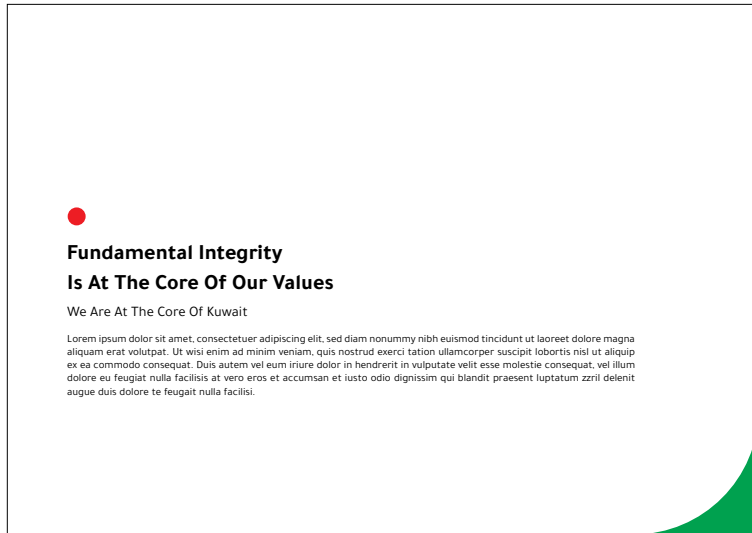 Fundamental Integrity
Is At The Core Of Our Values
We Are At The Core Of Kuwait
Lorem ipsum dolor sit amet, consectetuer adipiscing elit, sed diam nonummy nibh euismod tincidunt ut laoreet dolore magna
aliquam erat volutpat. Ut wisi enim ad minim veniam, quis nostrud exerci tation ullamcorper suscipit lobortis nisl ut aliquip
ex ea commodo consequat. Duis autem vel eum iriure dolor in hendrerit in vulputate velit esse molestie consequat, vel illum
dolore eu feugiat nulla facilisis at vero eros et accumsan et iusto odio dignissim qui blandit praesent luptatum zzril delenit
augue duis dolore te feugait nulla facilisi.